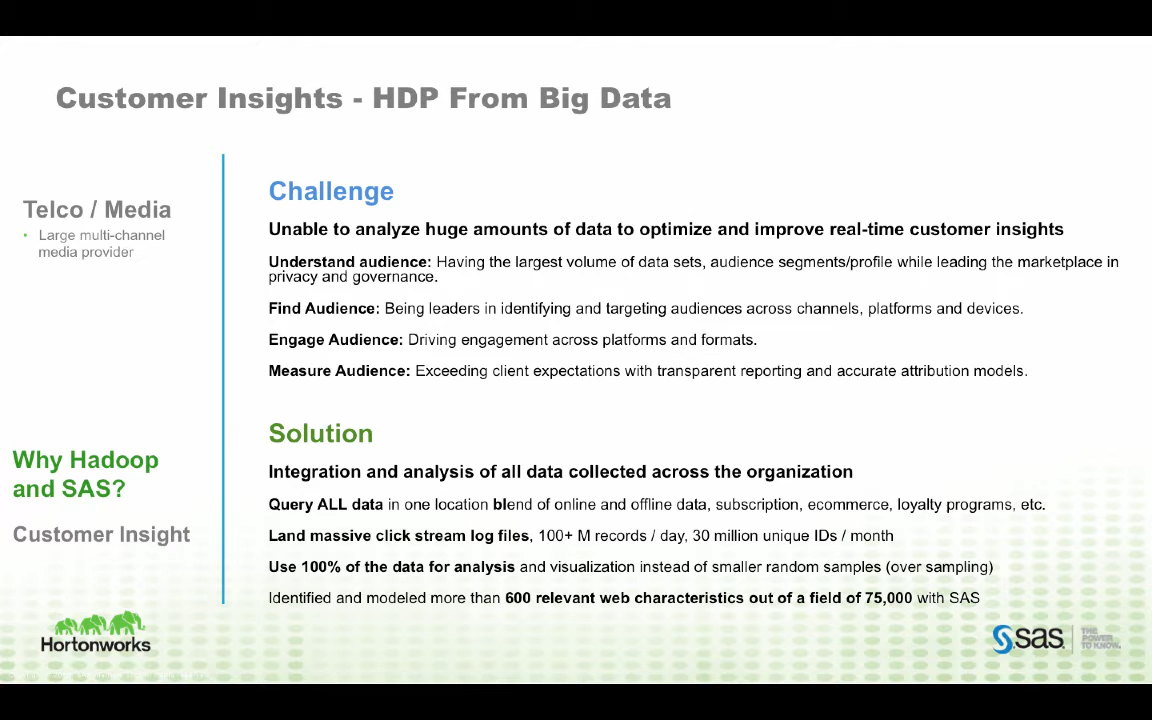 Customer Insights - HDP From Big Data
Telco / Media
• Large multi-channel
media provider
Challenge
Unable to analyze huge amounts of data to optimize and improve real-time customer insights
Understand audience: Having the largest volume of data sets, audience segments/profile while leading the marketplace in
privacy and governance.
Find Audience: Being leaders in identifying and targeting audiences across channels, platforms and devices.
Engage Audience: Driving engagement across platforms and formats.
Measure Audience: Exceeding client expectations with transparent reporting and accurate attribution models.
Why Hadoop
and SAS?
Customer Insight
Solution
Integration and analysis of all data collected across the organization
Query ALL data in one location blend of online and offline data, subscription, ecommerce, loyalty programs, etc.
Land massive click stream log files, 100+ M records / day, 30 million unique IDs / month
Use 100% of the data for analysis and visualization instead of smaller random samples (over sampling)
Identified and modeled more than 600 relevant web characteristics out of a field of 75,000 with SAS
Hortonworks
sas
THE
POWER
TO KNOW.